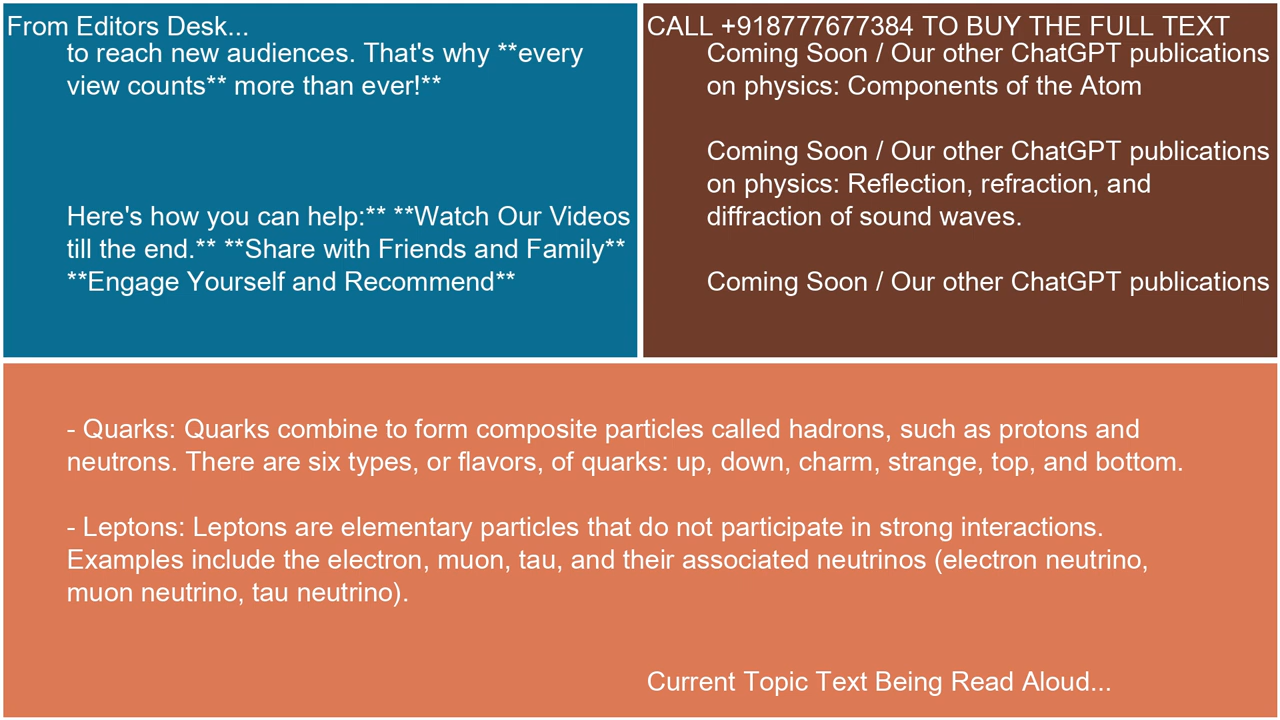 From Editors Desk...
to reach new audiences. That's why **every
view counts** more than ever!**
Here's how you can help:** **Watch Our Videos
till the end.** **Share with Friends and Family**
**Engage Yourself and Recommend**
CALL +918777677384 TO BUY THE FULL TEXT
Coming Soon / Our other ChatGPT publications
on physics: Components of the Atom
Coming Soon / Our other ChatGPT publications
on physics: Reflection, refraction, and
diffraction of sound waves.
Coming Soon / Our other ChatGPT publications
- Quarks: Quarks combine to form composite particles called hadrons, such as protons and
neutrons. There are six types, or flavors, of quarks: up, down, charm, strange, top, and bottom.
- Leptons: Leptons are elementary particles that do not participate in strong interactions.
Examples include the electron, muon, tau, and their associated neutrinos (electron neutrino,
muon neutrino, tau neutrino).
Current Topic Text Being Read Aloud...